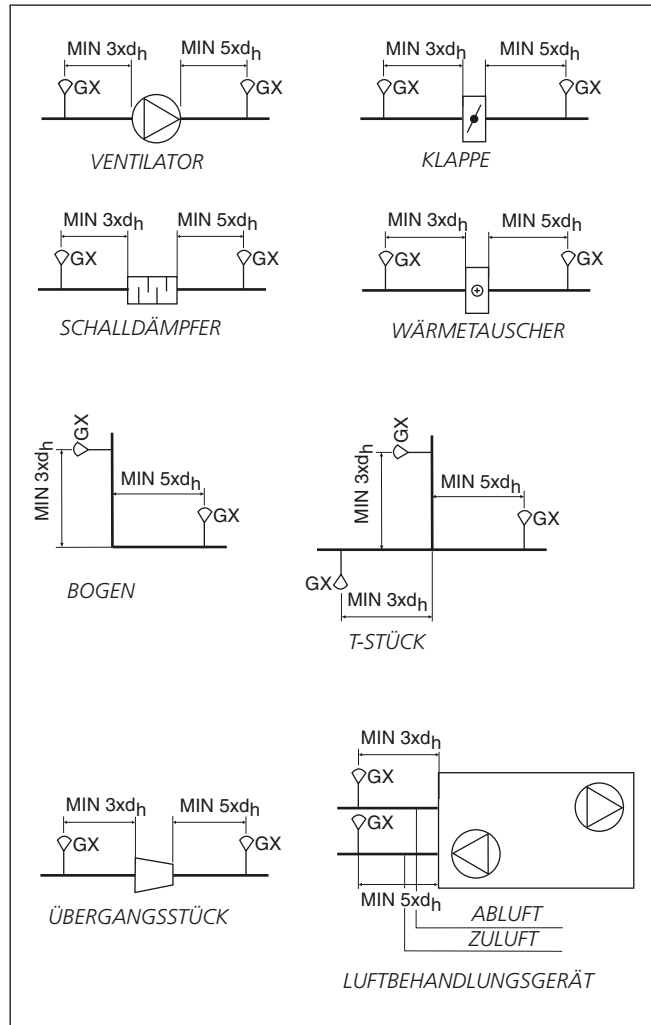 MIN 3xdh MIN 5xdh
GX GX
VENTILATOR
MIN 3xdh MIN 5xdh
GX GX
KLAPPE
MIN 3xdh MIN 5xdh
GX GX
SCHALLDÄMPFER
MIN 3xdh MIN 5xdh
GX GX
WÄRMETAUSCHER
GX
MIN 3xdh
MIN 5xdh
GX
BOGEN
GX
MIN 3xdh
MIN 5xdh
GX
GX
MIN 3xdh
T-STÜCK
MIN 3xdh MIN 5xdh
GX GX
ÜBERGANGSSTÜCK
MIN 3xdh
GX
GX
MIN 5xdh
ABLUFT
ZULUFT
LUFTBEHANDLUNGSGERÄT